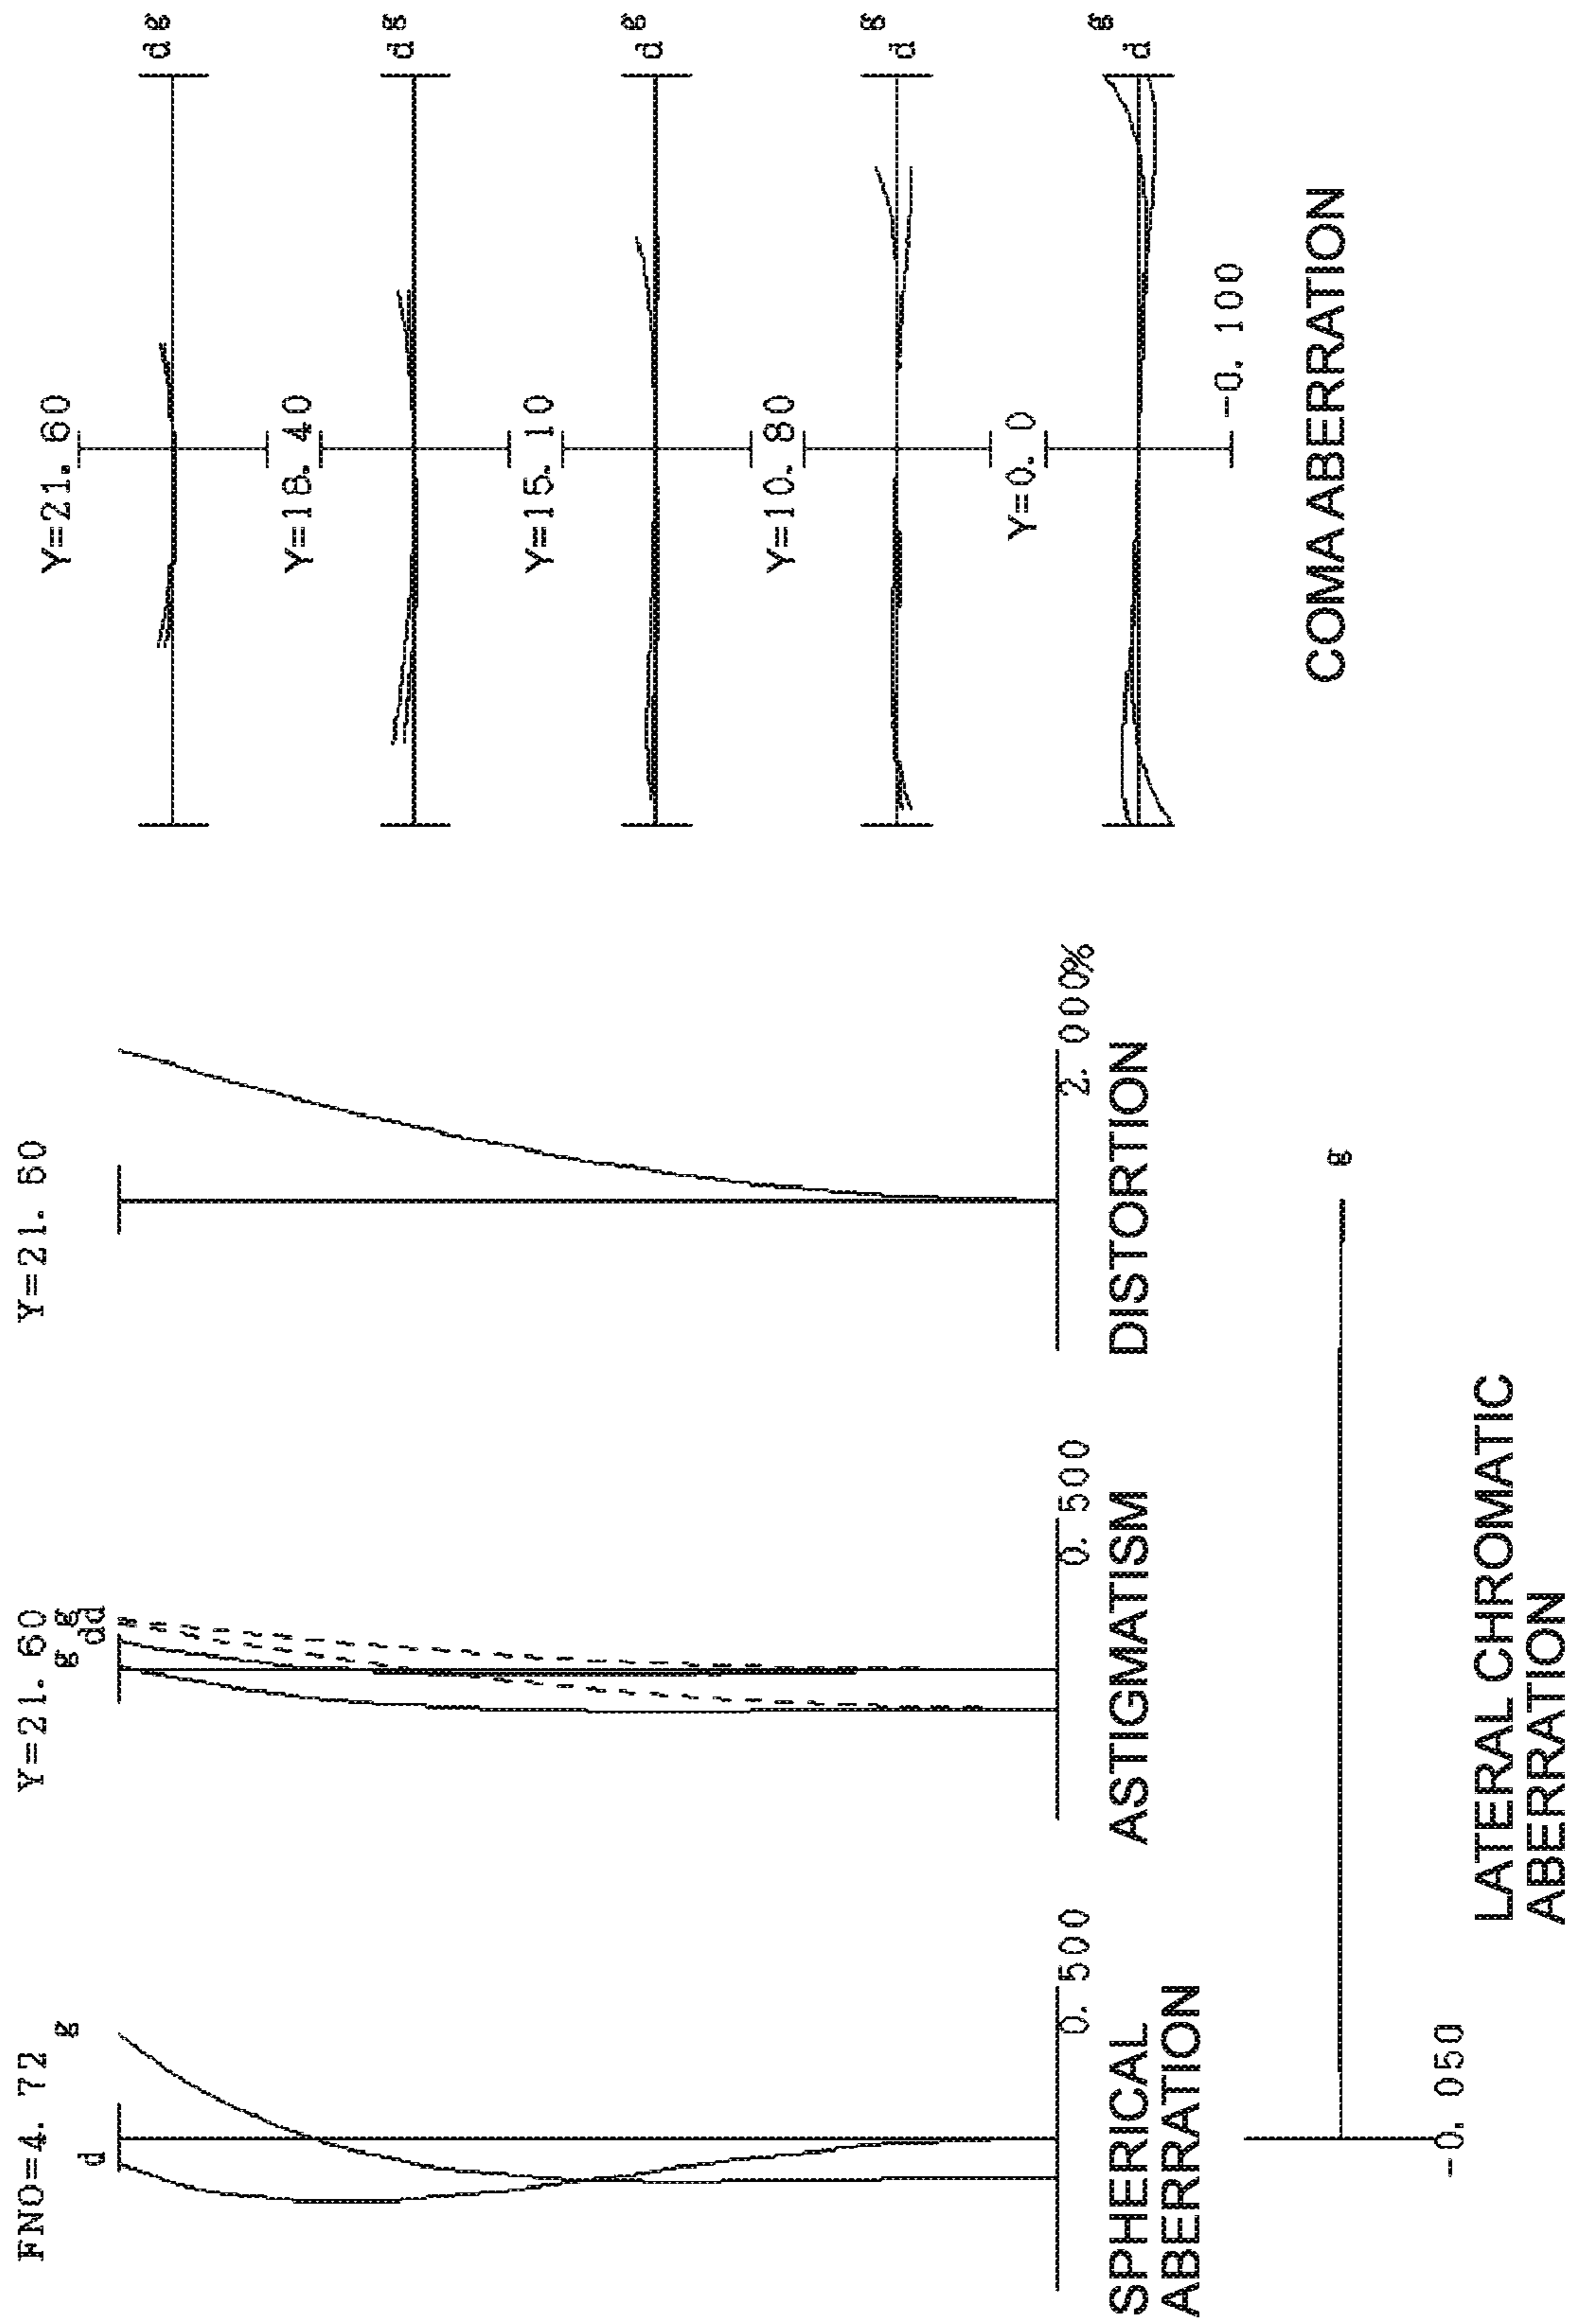 FNO=4. 72
d
g
0. 500
SPHERICAL
ABERRATION
Y=21. 60
g
g
dd
0. 500
ASTIGMATISM
Y=21. 60
2. 000%
DISTORTION
Y=21. 60
d g
Y=18. 40
d g
Y=15. 10
d g
Y=10. 80
d g
Y=0. 0
d g
-0. 100
COMA ABERRATION
g
-0. 050
LATERAL CHROMATIC
ABERRATION